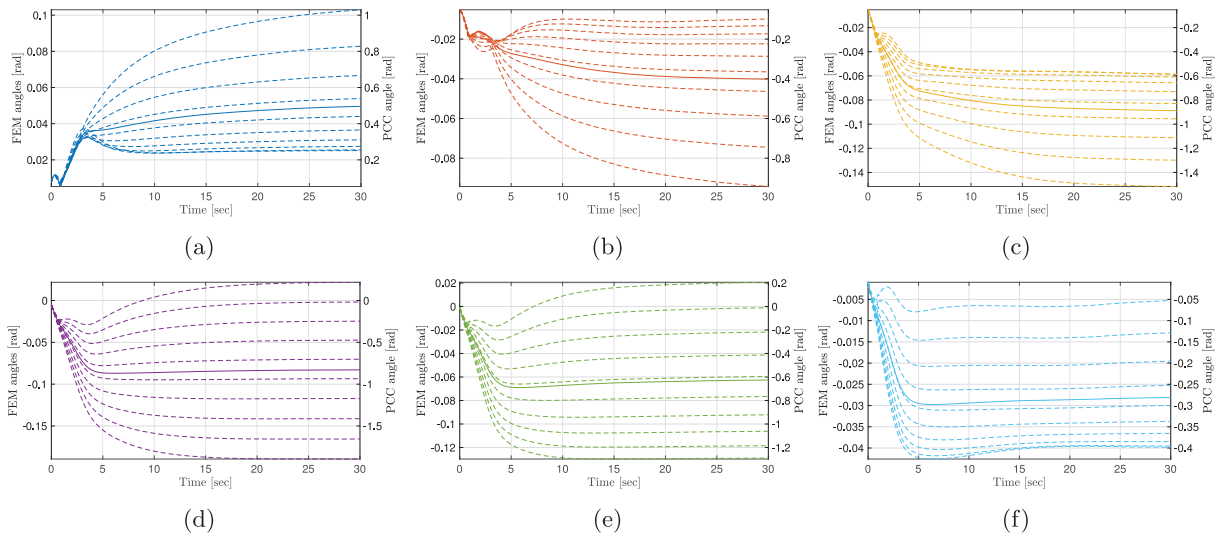 0.1
0.08
0.06
0.04
0.02
FEM angles [rad]
1
0.8
0.6
0.4
0.2
PCC angle [rad]
0 5 10 15 20 25 30
Time [sec]
(a)
-0.02
-0.04
-0.06
-0.08
FEM angles [rad]
-0.2
-0.4
-0.6
-0.8
PCC angle [rad]
0 5 10 15 20 25 30
Time [sec]
(b)
-0.02
-0.04
-0.06
-0.08
-0.1
-0.12
-0.14
FEM angles [rad]
-0.2
-0.4
-0.6
-0.8
-1
-1.2
-1.4
PCC angle [rad]
0 5 10 15 20 25 30
Time [sec]
(c)
0
-0.05
-0.1
-0.15
FEM angles [rad]
0
-0.5
-1
-1.5
PCC angle [rad]
0 5 10 15 20 25 30
Time [sec]
(d)
0.02
0
-0.02
-0.04
-0.06
-0.08
-0.1
-0.12
FEM angles [rad]
0.2
0
-0.2
-0.4
-0.6
-0.8
-1
-1.2
PCC angle [rad]
0 5 10 15 20 25 30
Time [sec]
(e)
-0.005
-0.01
-0.015
-0.02
-0.025
-0.03
-0.035
-0.04
FEM angles [rad]
-0.05
-0.1
-0.15
-0.2
-0.25
-0.3
-0.35
-0.4
PCC angle [rad]
0 5 10 15 20 25 30
Time [sec]
(f)